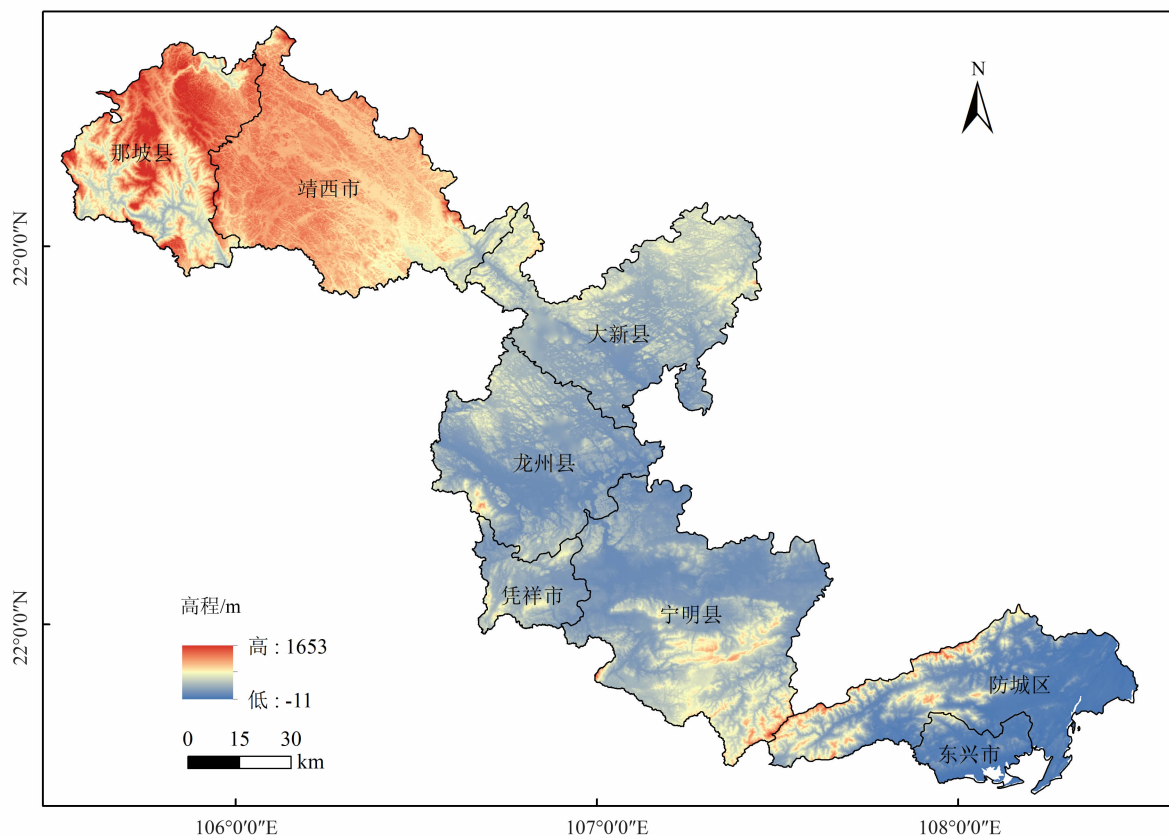 N
那坡县
靖西市
22°0′0″N
大新县
龙州县
凭祥市
宁明县
22°0′0″N
防城区
东兴市
高程/m
高 : 1653
低 : -11
0 15 30
km
106°0′0″E
107°0′0″E
108°0′0″E